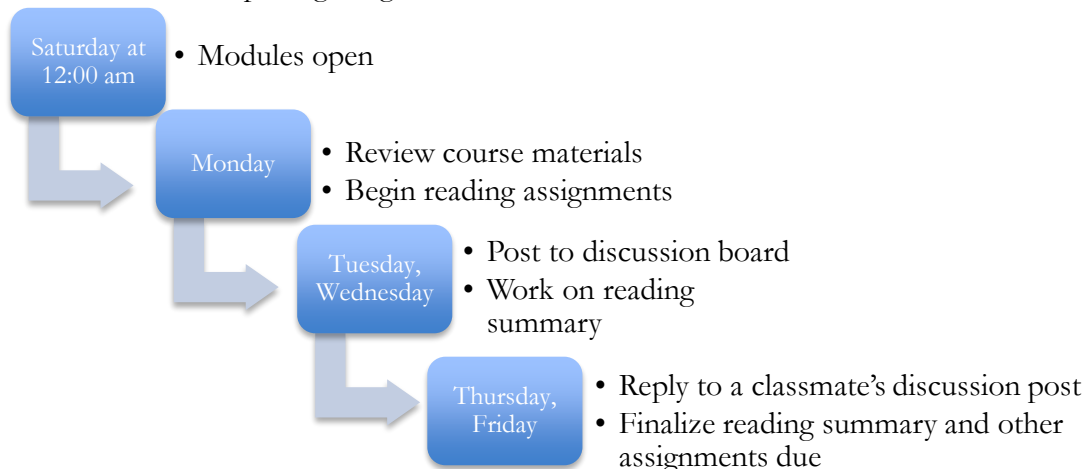 Saturday at
12:00 am
• Modules open
Monday
• Review course materials
• Begin reading assignments
Tuesday,
Wednesday
• Post to discussion board
• Work on reading
summary
Thursday,
Friday
• Reply to a classmate’s discussion post
• Finalize reading summary and other
assignments due